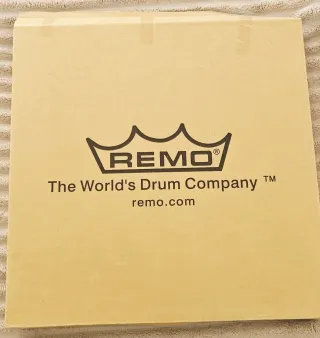 REMO®
The World's Drum Company ™
remo.com